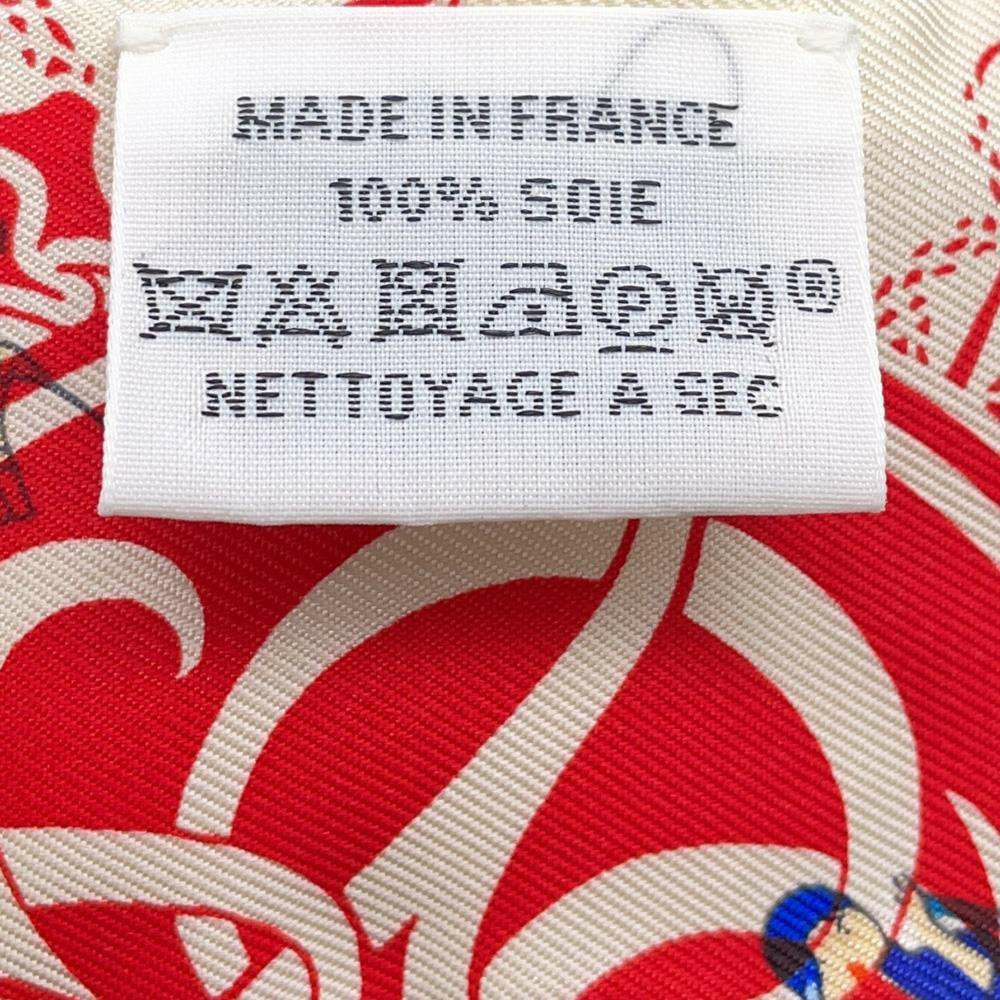 MADE IN FRANCE
100% SOIE
P W ®
NETTOYAGE A SEC